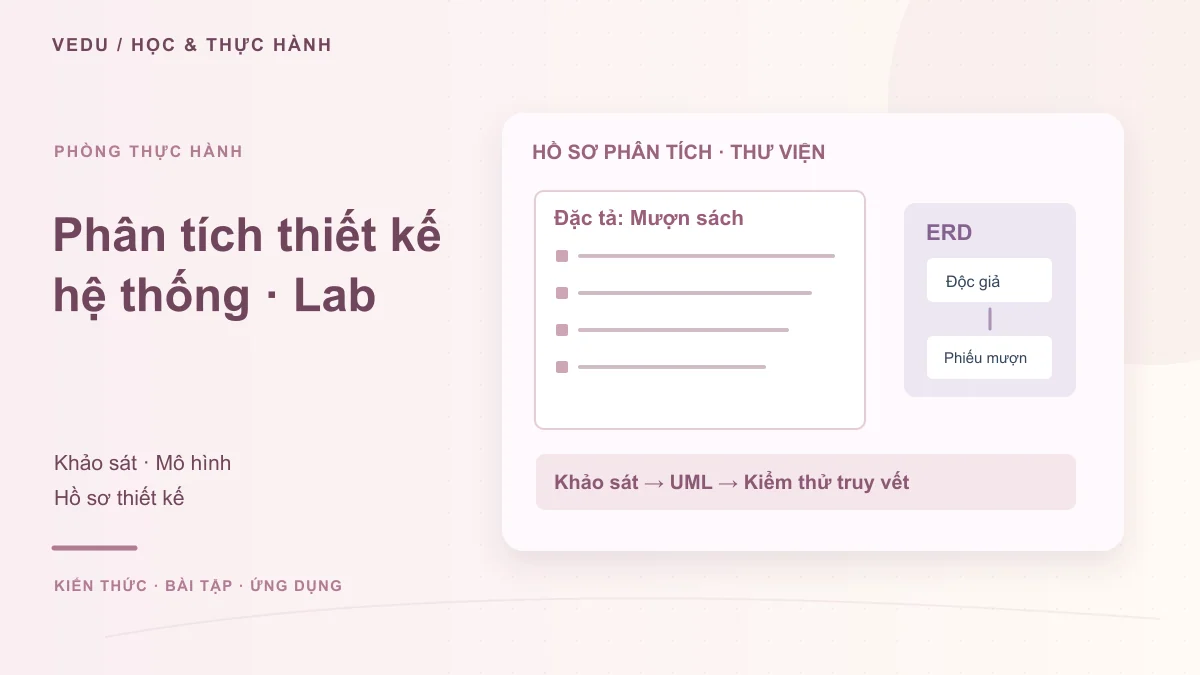 VEDU / HỌC & THỰC HÀNH
PHÒNG THỰC HÀNH
Phân tích thiết kế
hệ thống · Lab
Khảo sát · Mô hình
Hồ sơ thiết kế
KIẾN THỨC · BÀI TẬP · ỨNG DỤNG
HỒ SƠ PHÂN TÍCH · THƯ VIỆN
Đặc tả: Mượn sách
ERD
Độc giả
Phiếu mượn
Khảo sát → UML → Kiểm thử truy vết